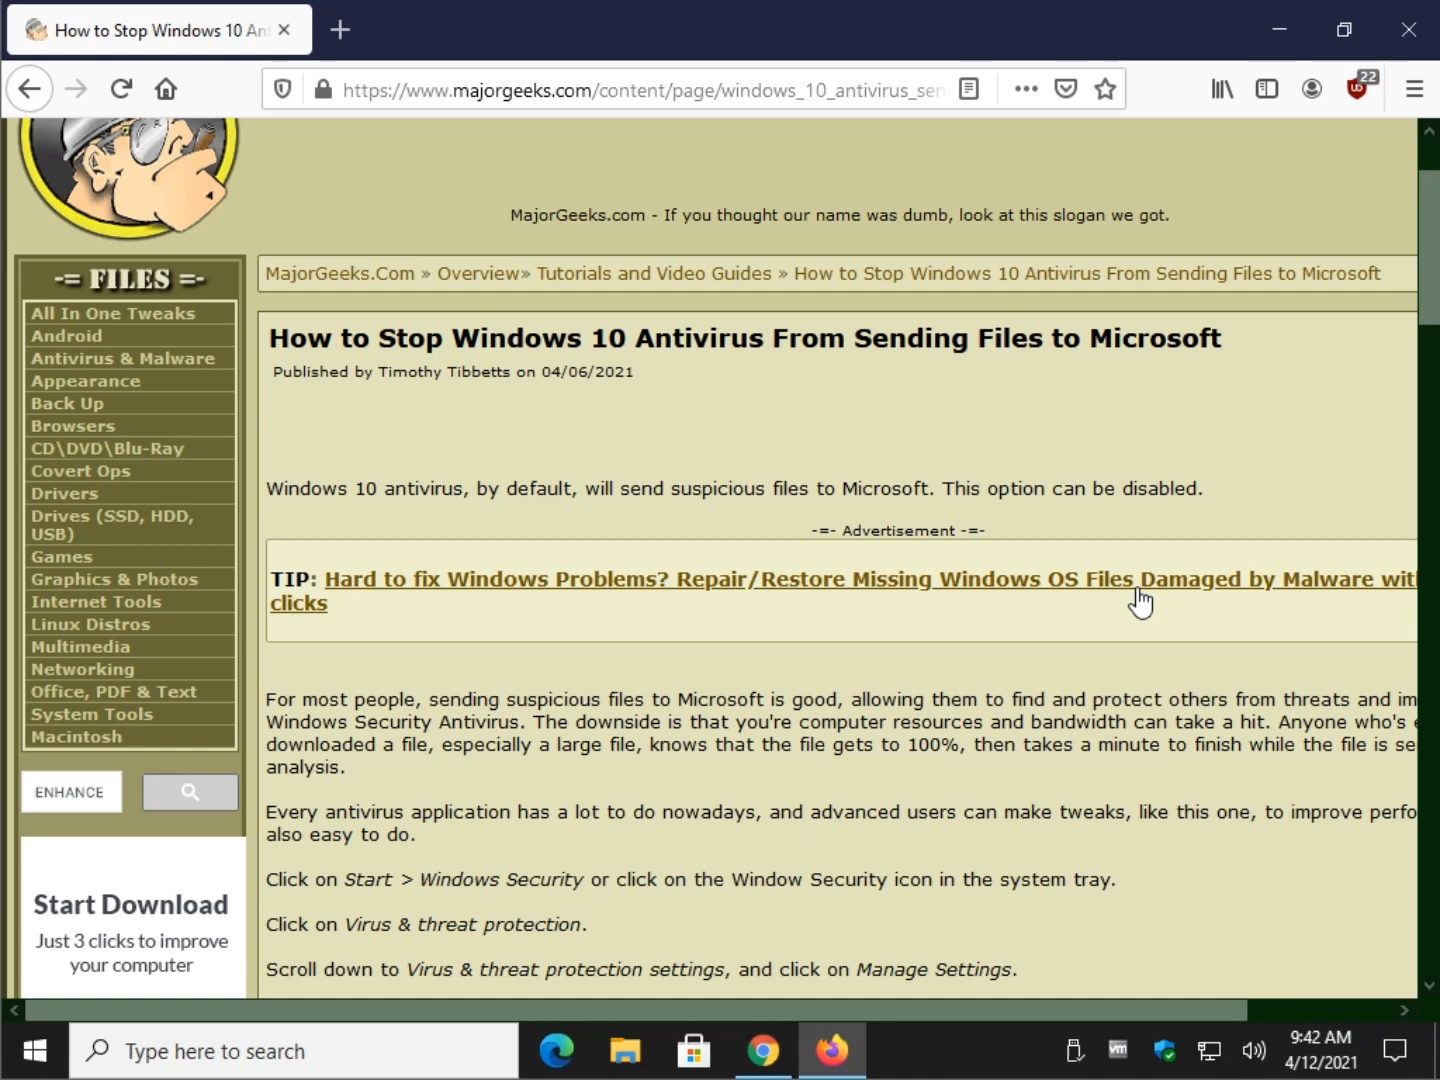 How to Stop Windows 10 An
https://www.majorgeeks.com/content/page/windows_10_antivirus_sen
22
MajorGeeks.com - If you thought our name was dumb, look at this slogan we got.
-= FILES =-
All In One Tweaks
Android
Antivirus & Malware
Appearance
Back Up
Browsers
CD\DVD\Blu-Ray
Covert Ops
Drivers
Drives (SSD, HDD,
USB)
Games
Graphics & Photos
Internet Tools
Linux Distros
Multimedia
Networking
Office, PDF & Text
System Tools
Macintosh
ENHANCE
Start Download
Just 3 clicks to improve
your computer
MajorGeeks.Com » Overview» Tutorials and Video Guides » How to Stop Windows 10 Antivirus From Sending Files to Microsoft
How to Stop Windows 10 Antivirus From Sending Files to Microsoft
Published by Timothy Tibbetts on 04/06/2021
Windows 10 antivirus, by default, will send suspicious files to Microsoft. This option can be disabled.
-=- Advertisement -=-
TIP: Hard to fix Windows Problems? Repair/Restore Missing Windows OS Files Damaged by Malware wit
clicks
For most people, sending suspicious files to Microsoft is good, allowing them to find and protect others from threats and im
Windows Security Antivirus. The downside is that you're computer resources and bandwidth can take a hit. Anyone who's
downloaded a file, especially a large file, knows that the file gets to 100%, then takes a minute to finish while the file is se
analysis.
Every antivirus application has a lot to do nowadays, and advanced users can make tweaks, like this one, to improve perfo
also easy to do.
Click on Start > Windows Security or click on the Window Security icon in the system tray.
Click on Virus & threat protection.
Scroll down to Virus & threat protection settings, and click on Manage Settings.
Type here to search
vm
9:42 AM
4/12/2021